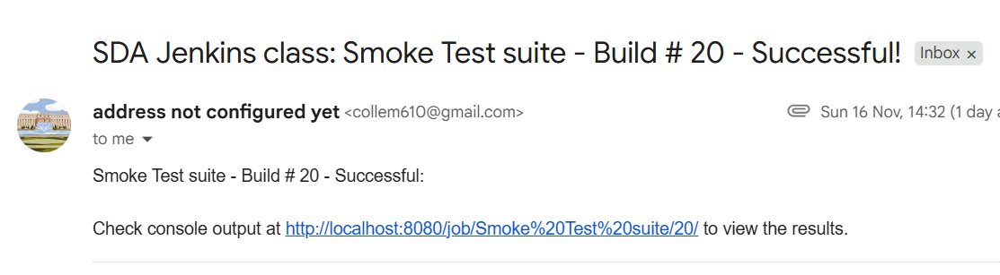 SDA Jenkins class: Smoke Test suite - Build # 20 - Successful! Inbox ×
address not configured yet <collem610@gmail.com> Sun 16 Nov, 14:32 (1 day a
to me
Smoke Test suite - Build # 20 - Successful:
Check console output at http://localhost:8080/job/Smoke%20Test%20suite/20/ to view the results.